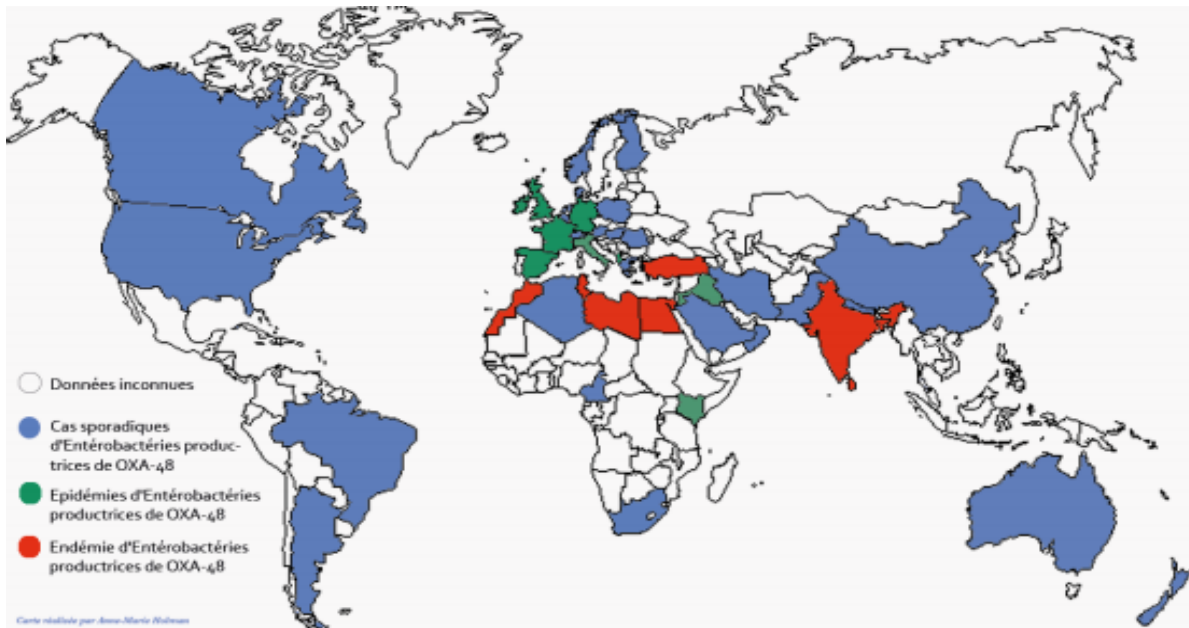 Données inconnues
Cas sporadiques
d'Entérobactéries produc-
trices de OXA-48
Epidémies d'Entérobactéries
productrices de OXA-48
Endémie d'Entérobactéries
productrices de OXA-48
Carte réalisée par Anne-Marie Holman